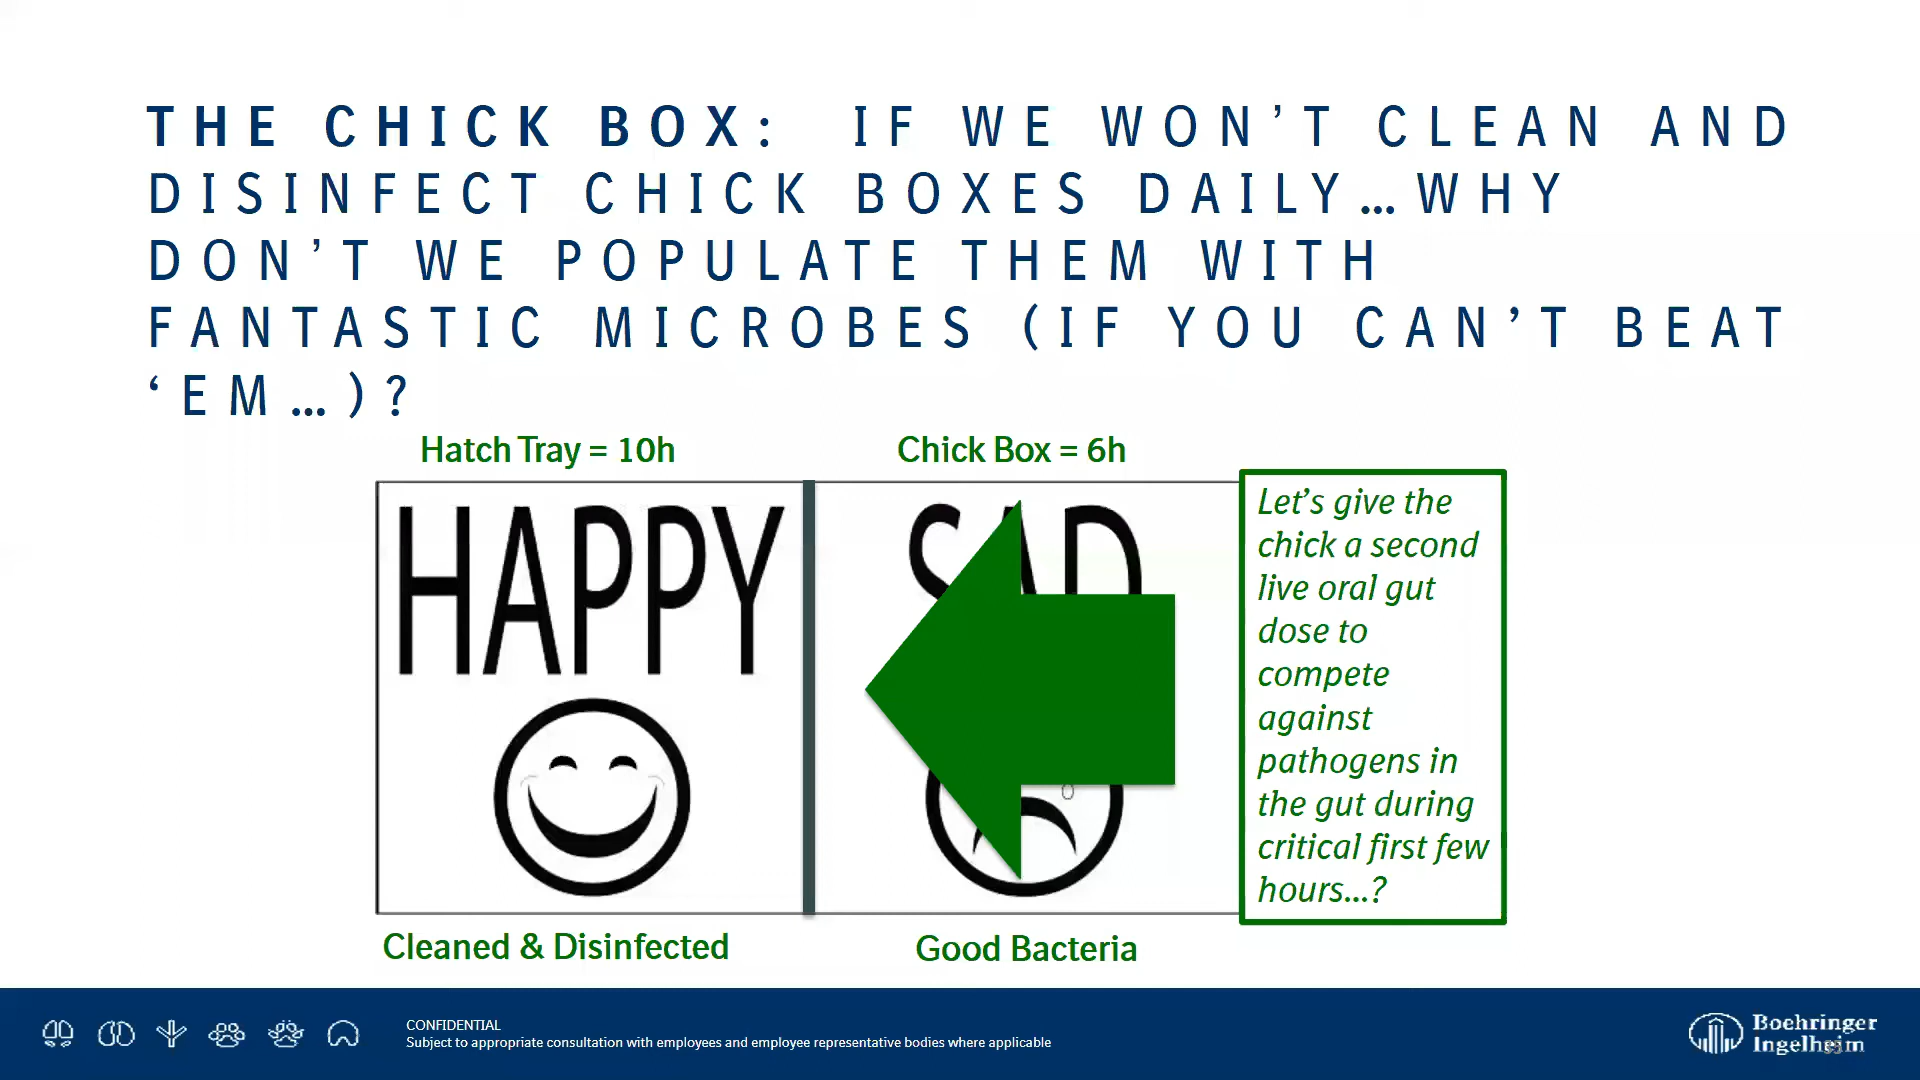 THE CHICK BOX: IF WE WON’T CLEAN AND
DISINFECT CHICK BOXES DAILY…WHY
DON’T WE POPULATE THEM WITH
FANTASTIC MICROBES (IF YOU CAN’T BEAT
‘EM…)?
Hatch Tray = 10h
Chick Box = 6h
HAPPY
SAD
Let’s give the
chick a second
live oral gut
dose to
compete
against
pathogens in
the gut during
critical first few
hours…?
Cleaned & Disinfected
Good Bacteria
CONFIDENTIAL
Subject to appropriate consultation with employees and employee representative bodies where applicable
Boehringer
Ingelheim